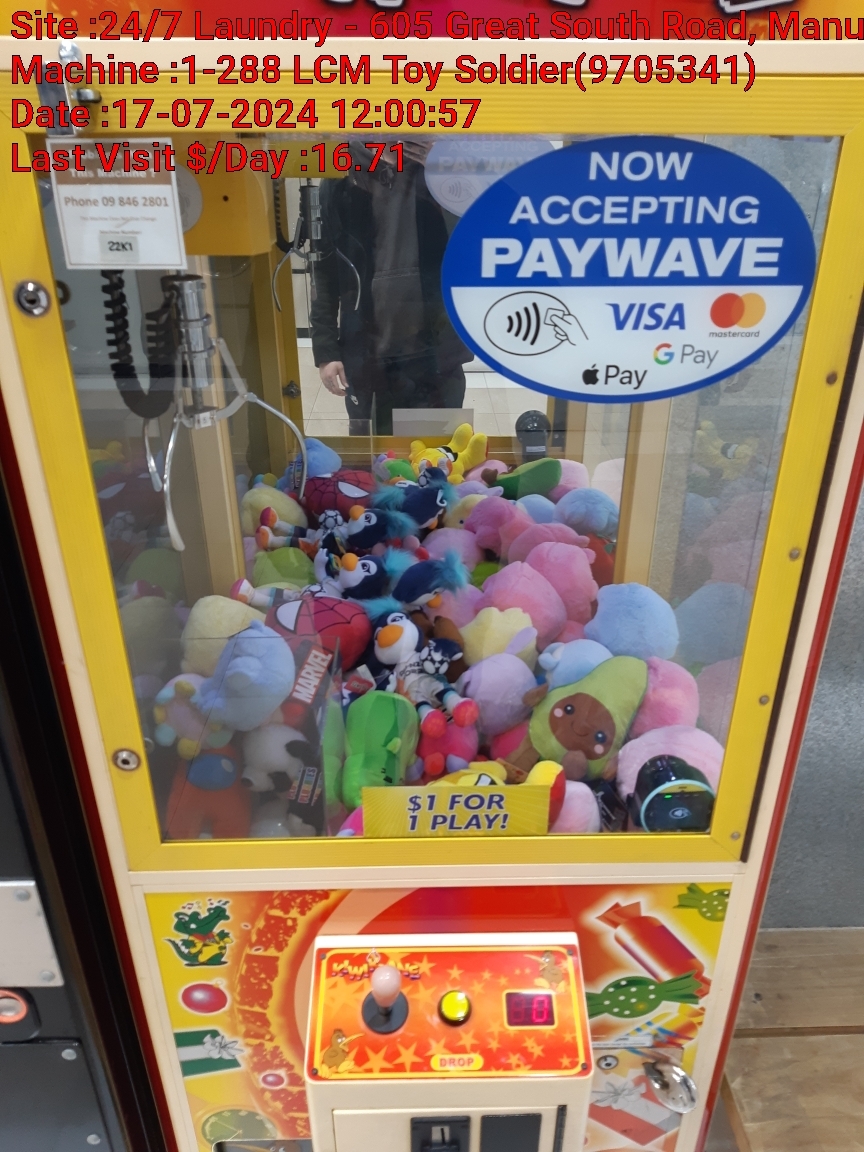 Site :24/7 Laundry - 605 Great South Road, Manu
Machine :1-288 LCM Toy Soldier(9705341)
Date :17-07-2024 12:00:57
Last Visit $/Day :16.71
This Machine?
Phone 09 846 2801
22K1
NOW
ACCEPTING
PAYWAVE
VISA
mastercard
G Pay
Pay
MARVEL
$1 FOR
1 PLAY!
DROP